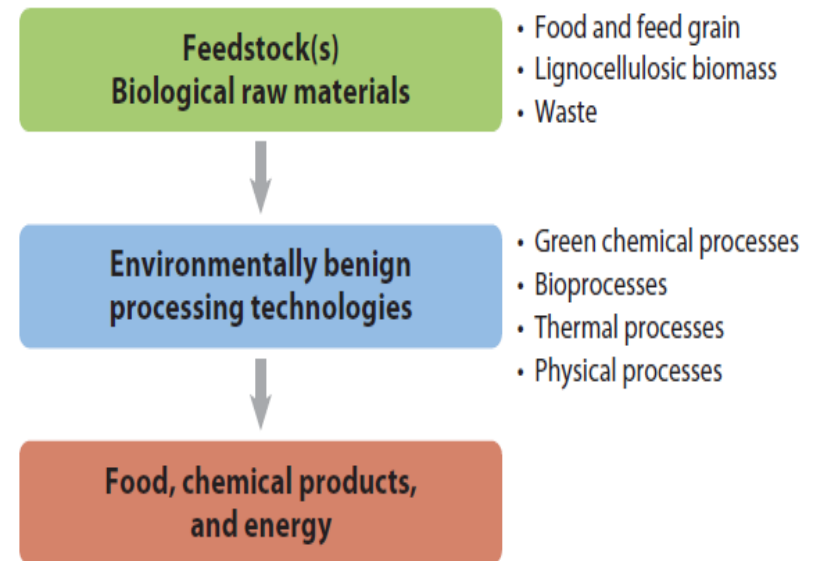 Feedstock(s)
Biological raw materials
• Food and feed grain
• Lignocellulosic biomass
• Waste
Environmentally benign
processing technologies
• Green chemical processes
• Bioprocesses
• Thermal processes
• Physical processes
Food, chemical products,
and energy